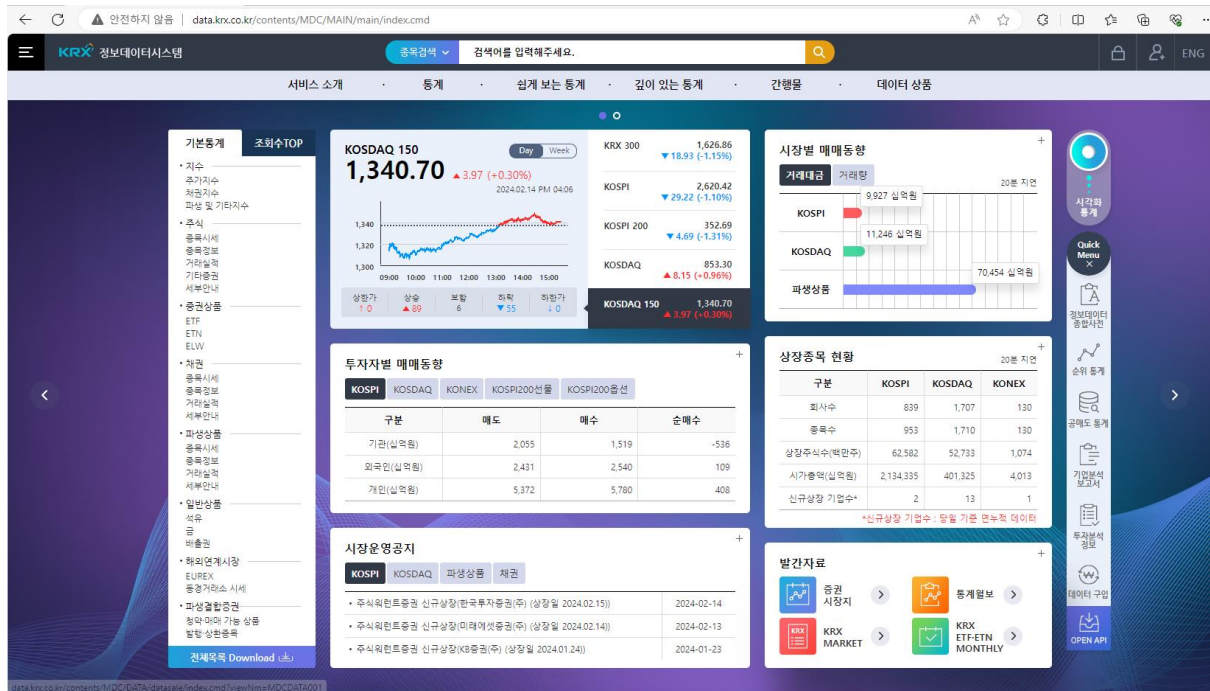 안전하지 않음 | data.krx.co.kr/contents/MDC/MAIN/main/index.cmd
KRX 정보데이터시스템
종목검색
검색어를 입력해주세요.
ENG
서비스 소개 · 통계 · 쉽게 보는 통계 · 깊이 있는 통계 · 간행물 · 데이터 상품
기본통계 조회수TOP
• 지수
주가지수
채권지수
파생 및 기타지수
• 주식
종목시세
종목정보
거래실적
기타증권
세부안내
• 증권상품
ETF
ETN
ELW
• 채권
종목시세
종목정보
거래실적
세부안내
• 파생상품
종목시세
종목정보
거래실적
세부안내
• 일반상품
석유
금
배출권
• 해외연계시장
EUREX
동경거래소 시세
• 파생결합증권
청약·매매 가능 상품
발행·상환종목
전체목록 Download
KOSDAQ 150
Day Week
1,340.70 ▲ 3.97 (+0.30%)
2024.02.14 PM 04:06
1,340
1,320
1,300
09:00 10:00 11:00 12:00 13:00 14:00 15:00
상한가 상승 보합 하락 하한가
↑ 0 ▲ 89 6 ▼ 55 ↓ 0
KRX 300 1,626.86
▼ 18.93 (-1.15%)
KOSPI 2,620.42
▼ 29.22 (-1.10%)
KOSPI 200 352.69
▼ 4.69 (-1.31%)
KOSDAQ 853.30
▲ 8.15 (+0.96%)
KOSDAQ 150 1,340.70
▲ 3.97 (+0.30%)
시장별 매매동향 +
거래대금 거래량
20분 지연
9,927 십억원
KOSPI
11,246 십억원
KOSDAQ
70,454 십억원
파생상품
투자자별 매매동향 +
KOSPI KOSDAQ KONEX KOSPI200선물 KOSPI200옵션
구분 매도 매수 순매수
기관(십억원) 2,055 1,519 -536
외국인(십억원) 2,431 2,540 109
개인(십억원) 5,372 5,780 408
상장종목 현황 +
20분 지연
구분 KOSPI KOSDAQ KONEX
회사수 839 1,707 130
종목수 953 1,710 130
상장주식수(백만주) 62,582 52,733 1,074
시가총액(십억원) 2,134,335 401,325 4,013
신규상장 기업수* 2 13 1
*신규상장 기업수 : 당일 기준 연누적 데이터
시장운영공지 +
KOSPI KOSDAQ 파생상품 채권
• 주식워런트증권 신규상장(한국투자증권(주) (상장일 2024.02.15)) 2024-02-14
• 주식워런트증권 신규상장(미래에셋증권(주) (상장일 2024.02.14)) 2024-02-13
• 주식워런트증권 신규상장(KB증권(주) (상장일 2024.01.24)) 2024-01-23
발간자료 +
증권
시장지
통계월보
KRX
KRX
MARKET
KRX
ETF·ETN
MONTHLY
시각화
통계
Quick
Menu
×
정보데이터
종합사전
순위 통계
공매도 통계
기업분석
보고서
투자분석
정보
데이터 구입
OPEN API
data.krx.co.kr/contents/MDC/DATA/datasale/index.cmd?viewNm=MDCDATA001